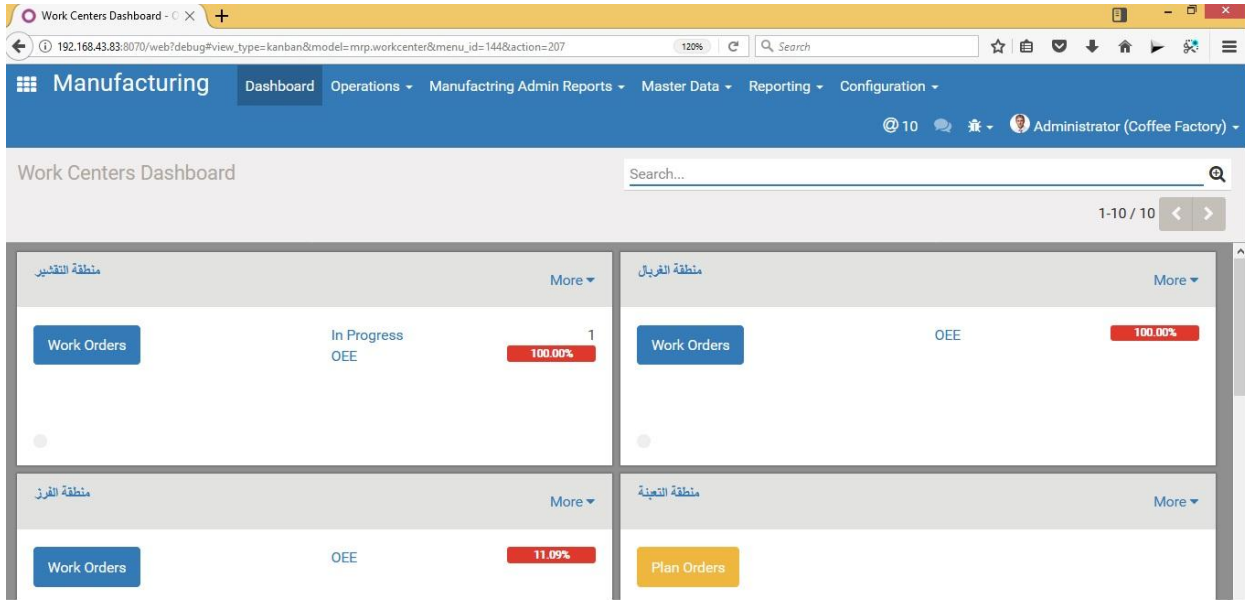 Work Centers Dashboard - O
192.168.43.83:8070/web?debug#view_type=kanban&model=mrp.workcenter&menu_id=144&action=207
120%
Search
Manufacturing
Dashboard
Operations
Manufactring Admin Reports
Master Data
Reporting
Configuration
@ 10
Administrator (Coffee Factory)
Work Centers Dashboard
Search...
1-10 / 10
منطقة التقشير
More
Work Orders
In Progress
1
OEE
100.00%
منطقة الغربال
More
Work Orders
OEE
100.00%
منطقة الفرز
More
Work Orders
OEE
11.09%
منطقة التعبئة
More
Plan Orders